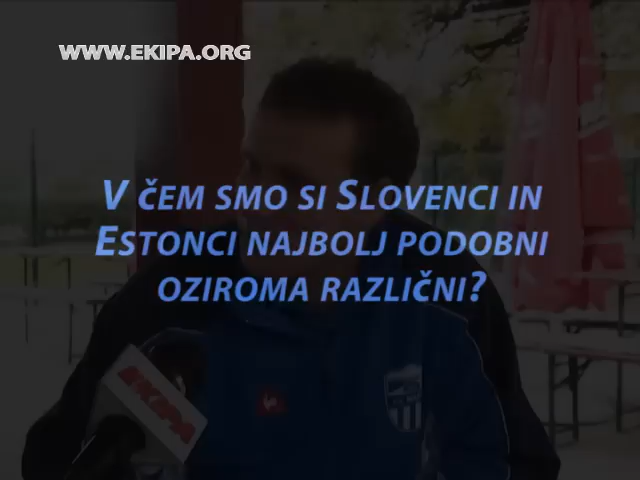 WWW.EKIPA.ORG
V ČEM SMO SI SLOVENCI IN
ESTONCI NAJBOLJ PODOBNI
OZIROMA RAZLIČNI?
EKIPA